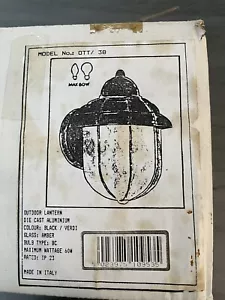 MODEL No.: OTT/ 38
MAX 60W
OUTDOOR LANTERN
DIE CAST ALUMINIUM
COLOUR: BLACK / VERDI
GLASS: AMBER
BULB TYPE: BC
MAXIMUM WATTAGE 60W
RATIO: IP 23
MADE IN ITALY